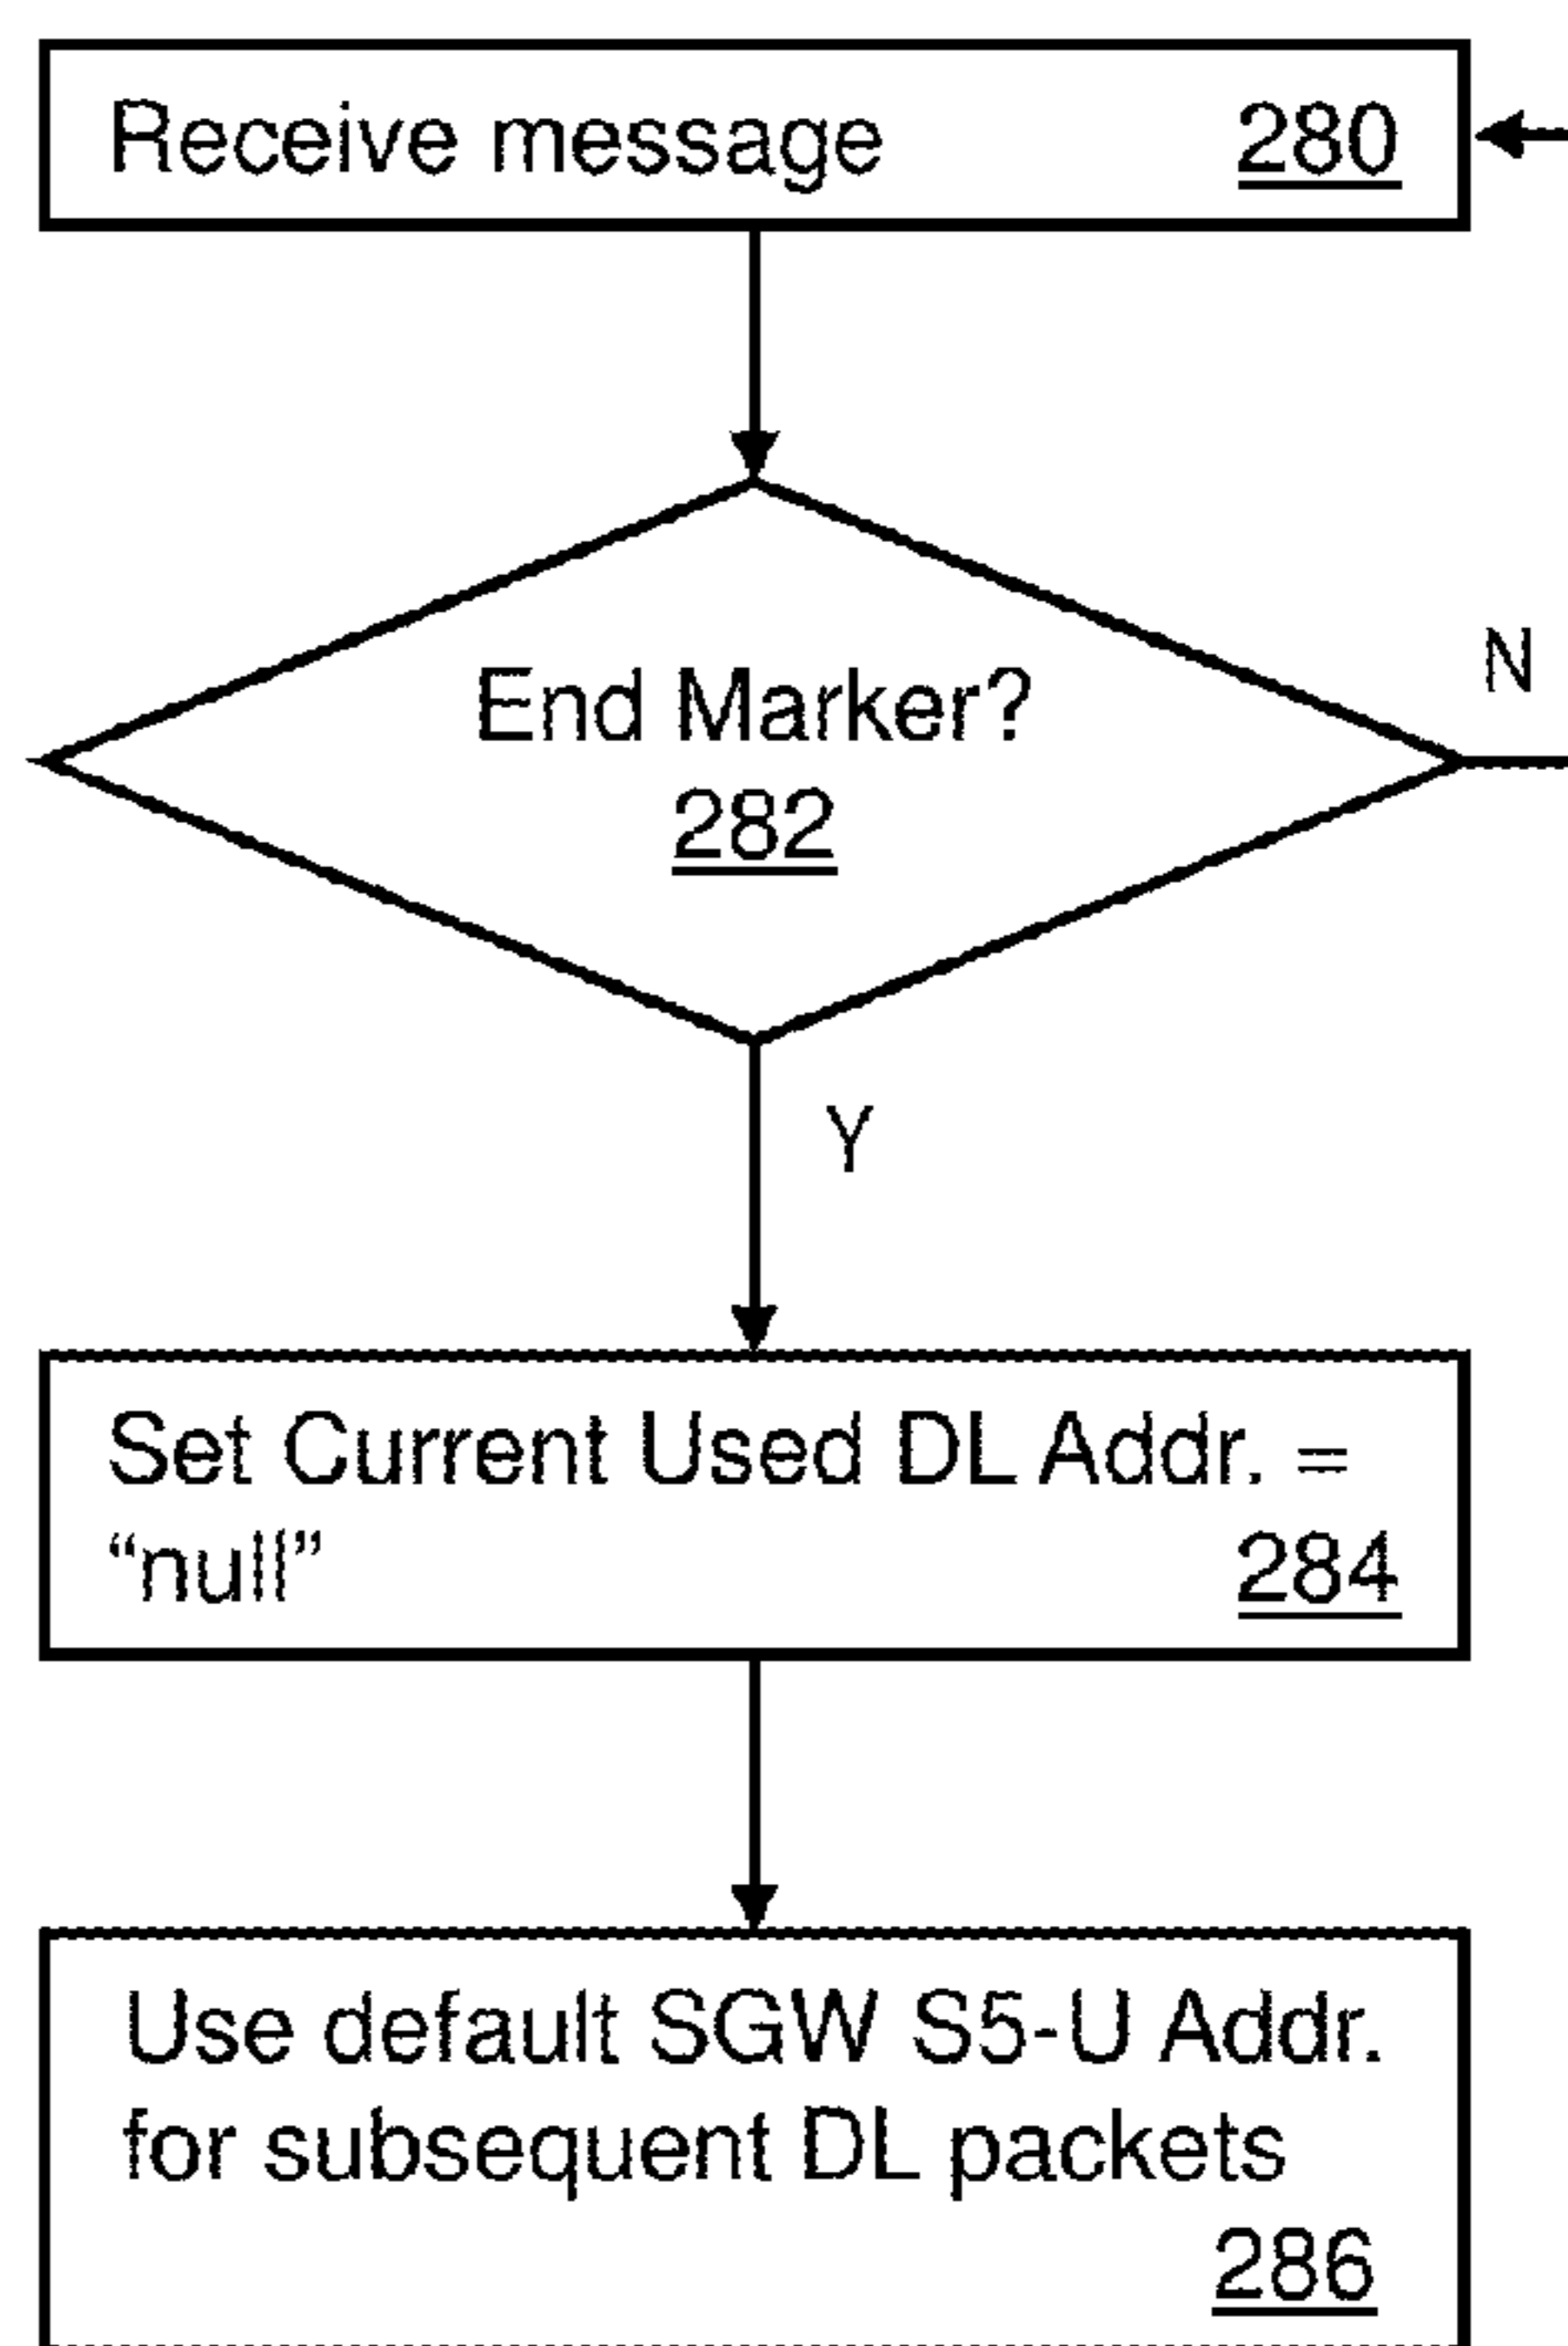 Receive message 280
End Marker?
282
N
Y
Set Current Used DL Addr. =
“null” 284
Use default SGW S5-U Addr.
for subsequent DL packets
286